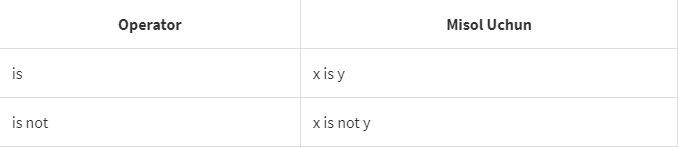 Operator Misol Uchun
is x is y
is not x is not y